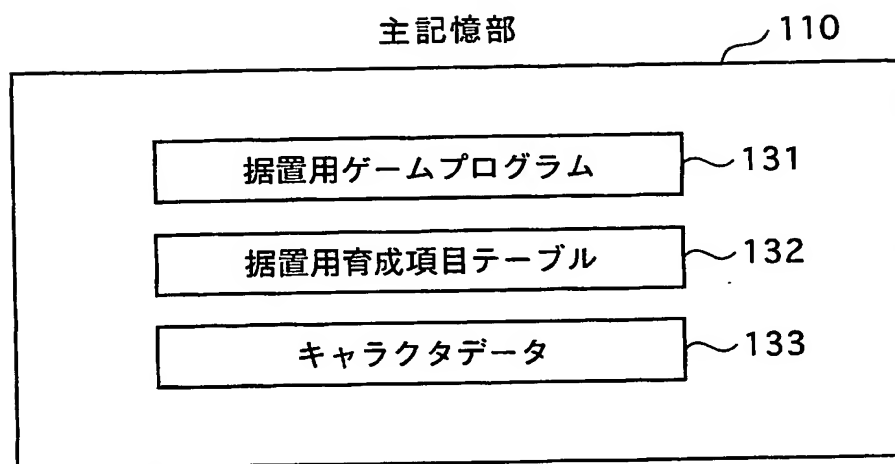 主記憶部
110
据置用ゲームプログラム 131
据置用育成項目テーブル 132
キャラクタデータ 133